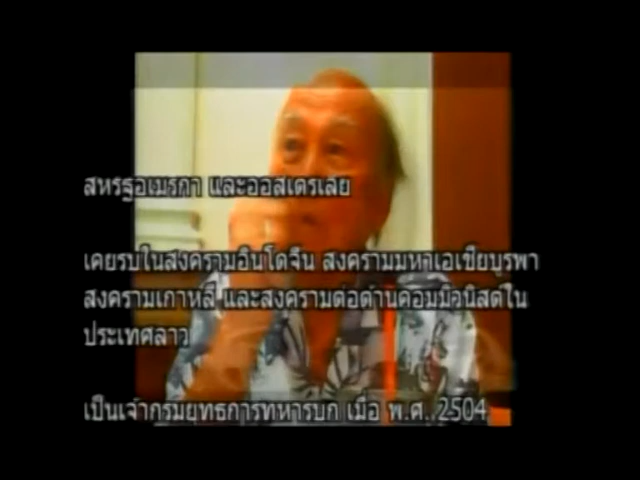 สหรัฐอเมริกา และออสเตรเลีย
เคยรบในสงครามอินโดจีน สงครามมหาเอเชียบูรพา
สงครามเกาหลี และสงครามต่อต้านคอมมิวนิสต์ใน
ประเทศลาว
เป็นเจ้ากรมยุทธการทหารบก เมื่อ พ.ศ. 2504